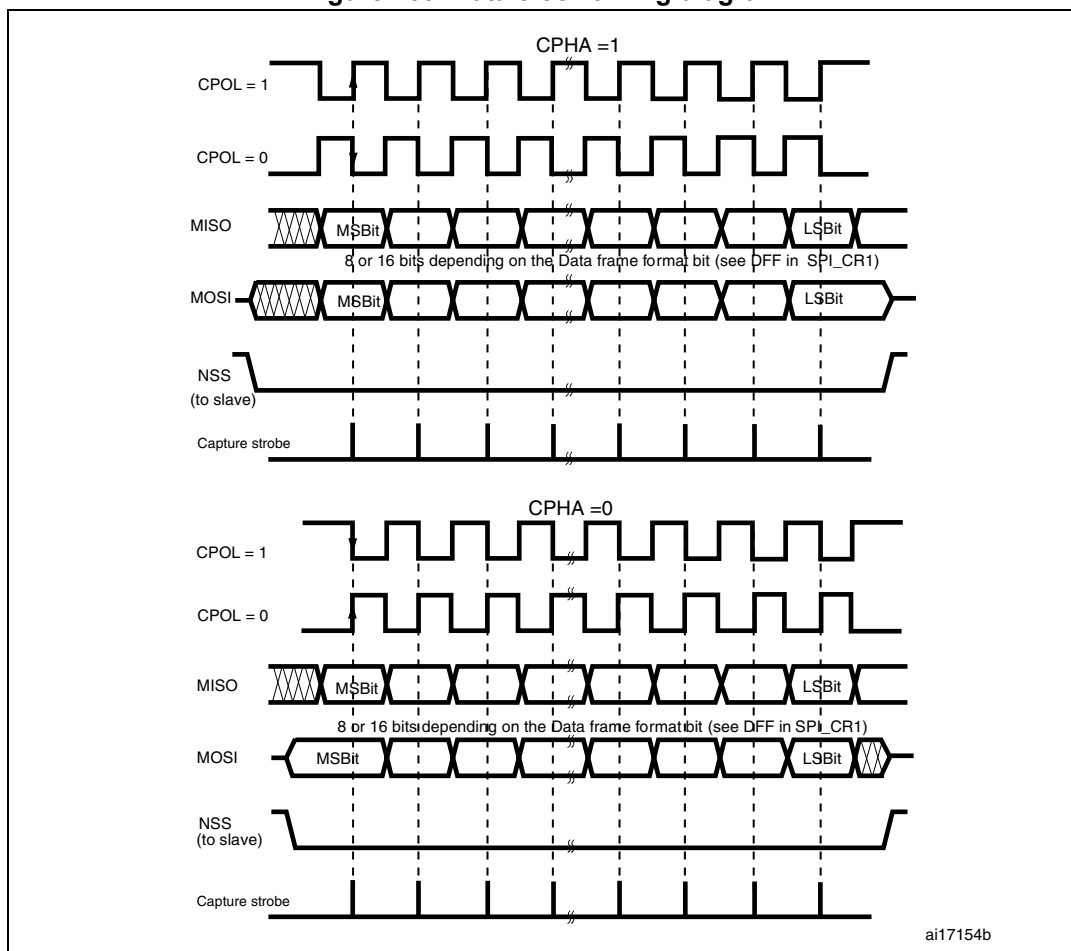 CPHA =1
CPOL = 1
CPOL = 0
MISO
MSBit
LSBit
8 or 16 bits depending on the Data frame format bit (see DFF in SPI_CR1)
MOSI
MSBit
LSBit
NSS
(to slave)
Capture strobe
CPHA =0
CPOL = 1
CPOL = 0
MISO
MSBit
LSBit
8 or 16 bits depending on the Data frame format bit (see DFF in SPI_CR1)
MOSI
MSBit
LSBit
NSS
(to slave)
Capture strobe
ai17154b